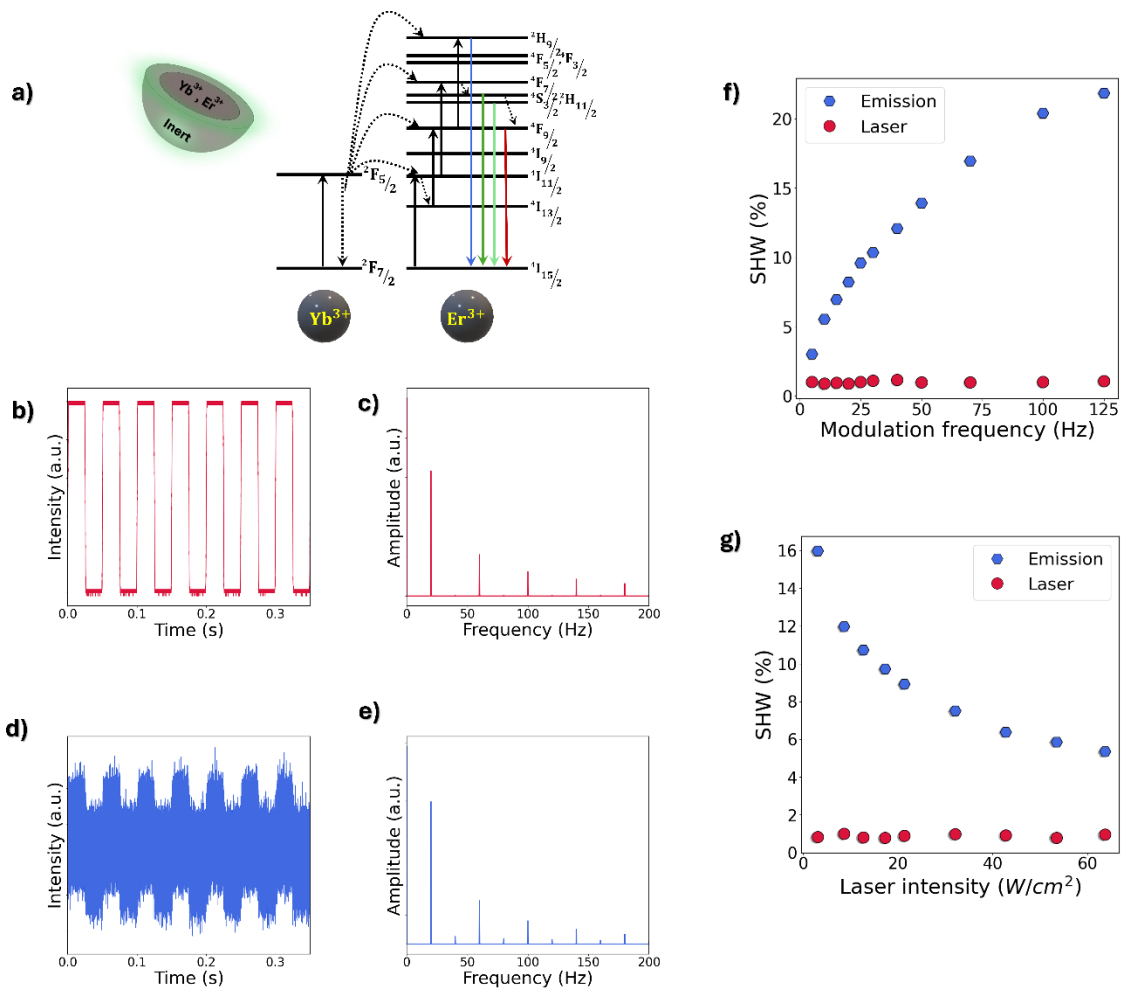 a)
Yb³⁺, Er³⁺
Inert
²F₅/₂
²F₇/₂
Yb³⁺
²H₉/₂
⁴F₅/₂, ⁴F₃/₂
⁴F₇/₂
⁴S₃/₂, ²H₁₁/₂
⁴F₉/₂
⁴I₉/₂
⁴I₁₁/₂
⁴I₁₃/₂
⁴I₁₅/₂
Er³⁺
b)
Intensity (a.u.)
0.0 0.1 0.2 0.3
Time (s)
c)
Amplitude (a.u.)
0 50 100 150 200
Frequency (Hz)
d)
Intensity (a.u.)
0.0 0.1 0.2 0.3
Time (s)
e)
Amplitude (a.u.)
0 50 100 150 200
Frequency (Hz)
f)
Emission
Laser
SHW (%)
20
15
10
5
0
0 25 50 75 100 125
Modulation frequency (Hz)
g)
Emission
Laser
SHW (%)
16
14
12
10
8
6
4
2
0
0 20 40 60
Laser intensity (W/cm²)